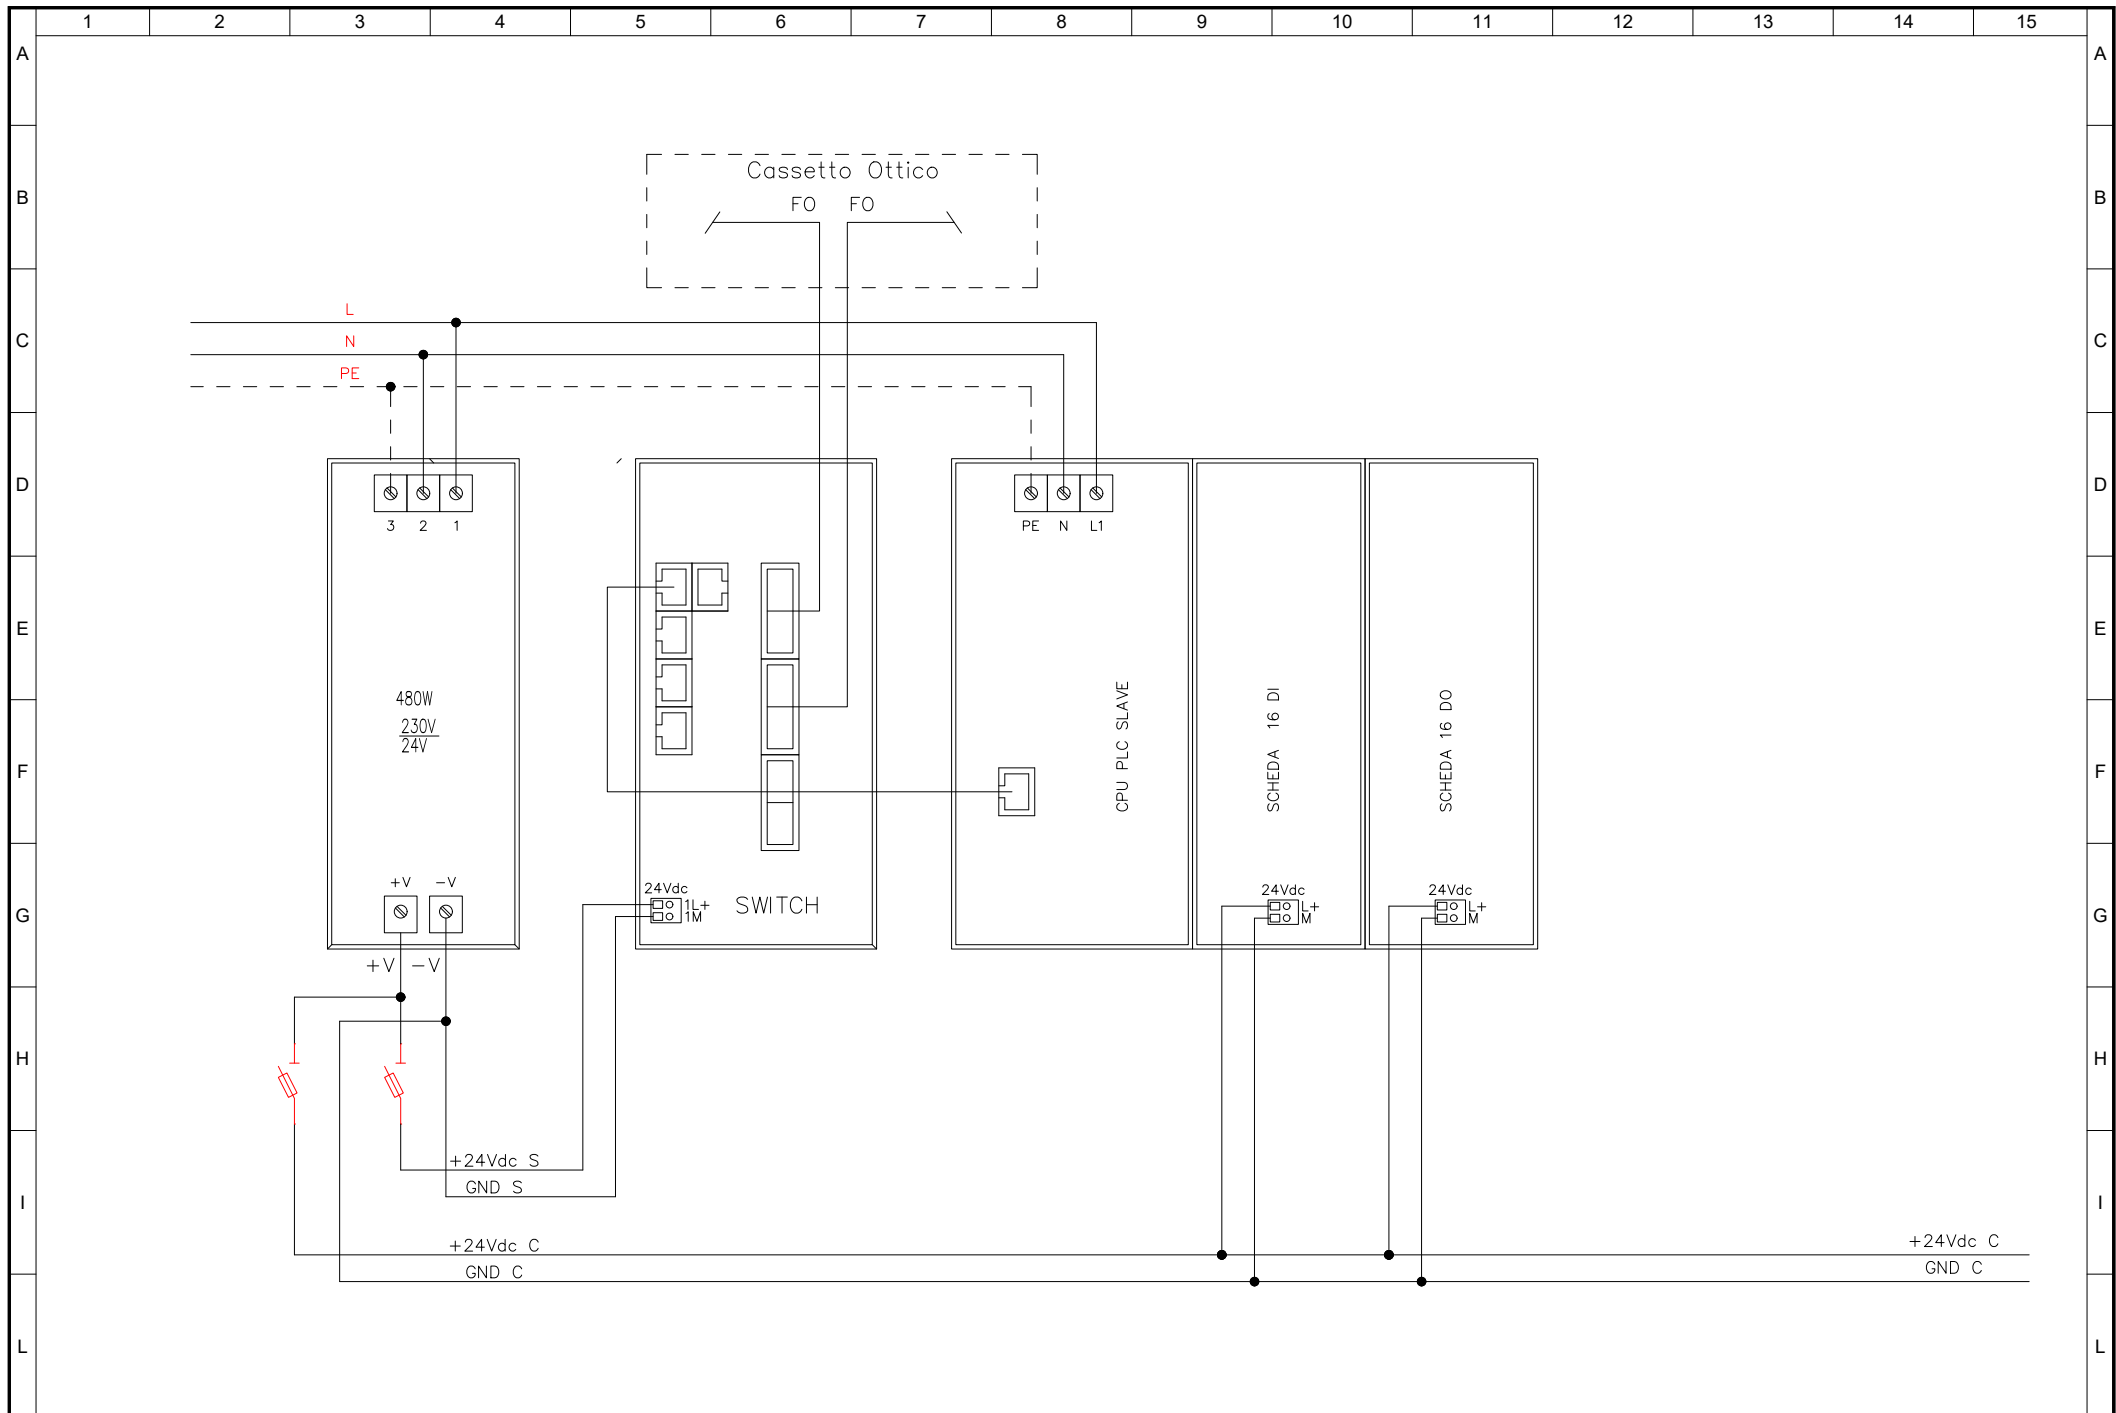 1 2 3 4 5 6 7 8 9 10 11 12 13 14 15
A A
B B
C C
D D
E E
F F
G G
H H
I I
L L
Cassetto Ottico
FO FO
L
N
PE
3 2 1
PE N L1
480W
230V
24V
CPU PLC SLAVE
SCHEDA 16 DI
SCHEDA 16 DO
+V -V
24Vdc
1L+
1M
SWITCH
24Vdc
L+
M
24Vdc
L+
M
+V -V
+24Vdc S
GND S
+24Vdc C
GND C
+24Vdc C
GND C